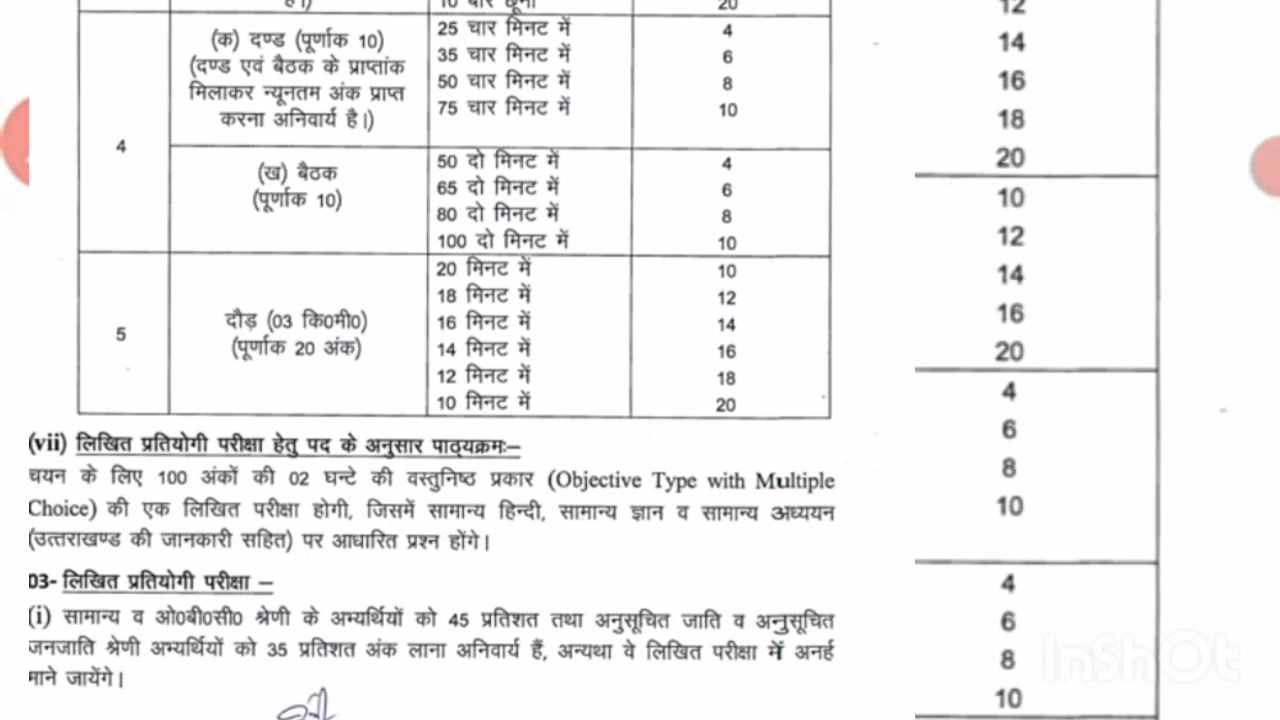 10 बार छूना 20
4
(क) दण्ड (पूर्णाक 10)
(दण्ड एवं बैठक के प्राप्तांक
मिलाकर न्यूनतम अंक प्राप्त
करना अनिवार्य है।)
25 चार मिनट में 4
35 चार मिनट में 6
50 चार मिनट में 8
75 चार मिनट में 10
(ख) बैठक
(पूर्णाक 10)
50 दो मिनट में 4
65 दो मिनट में 6
80 दो मिनट में 8
100 दो मिनट में 10
5
दौड़ (03 कि0मी0)
(पूर्णाक 20 अंक)
20 मिनट में 10
18 मिनट में 12
16 मिनट में 14
14 मिनट में 16
12 मिनट में 18
10 मिनट में 20
(vii) लिखित प्रतियोगी परीक्षा हेतु पद के अनुसार पाठ्यक्रमः–
चयन के लिए 100 अंकों की 02 घन्टे की वस्तुनिष्ठ प्रकार (Objective Type with Multiple
Choice) की एक लिखित परीक्षा होगी, जिसमें सामान्य हिन्दी, सामान्य ज्ञान व सामान्य अध्ययन
(उत्तराखण्ड की जानकारी सहित) पर आधारित प्रश्न होंगे।
03- लिखित प्रतियोगी परीक्षा –
(i) सामान्य व ओ0बी0सी0 श्रेणी के अभ्यर्थियों को 45 प्रतिशत तथा अनुसूचित जाति व अनुसूचित
जनजाति श्रेणी अभ्यर्थियों को 35 प्रतिशत अंक लाना अनिवार्य हैं, अन्यथा वे लिखित परीक्षा में अनर्ह
माने जायेंगे।
12
14
16
18
20
10
12
14
16
20
4
6
8
10
4
6
8
10
InShOt